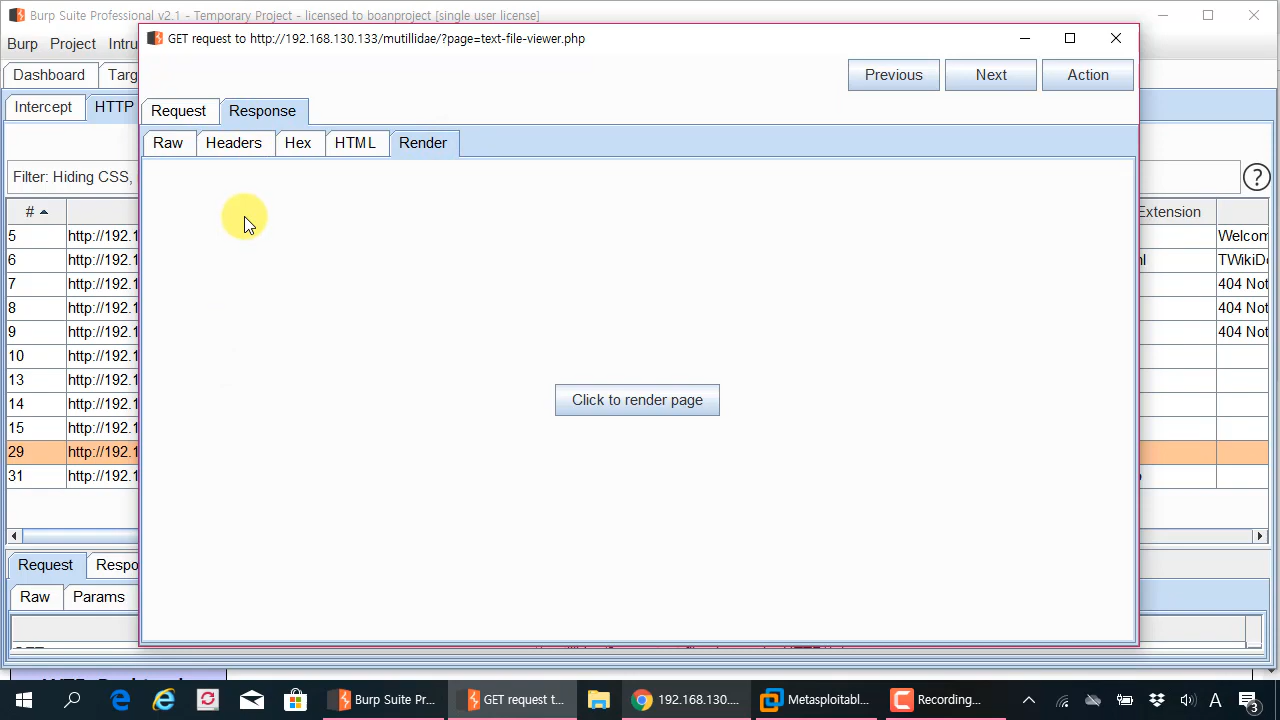 Burp Suite Professional v2.1 - Temporary Project - licensed to boanproject [single user license]
GET request to http://192.168.130.133/mutillidae/?page=text-file-viewer.php
Burp Project Intru
Previous Next Action
Dashboard Targ
Intercept HTTP
Request Response
Raw Headers Hex HTML Render
Filter: Hiding CSS, ?
# Extension
5 http://192.1 Welcom
6 http://192.1 nl TWikiDo
7 http://192.1 404 Not
8 http://192.1 404 Not
9 http://192.1 404 Not
10 http://192.1
13 http://192.1
14 http://192.1
15 http://192.1
29 http://192.1
31 http://192.1
Click to render page
Request Respo
Raw Params
Burp Suite Pr... GET request t... 192.168.130.... Metasploitabl... Recording... A 3